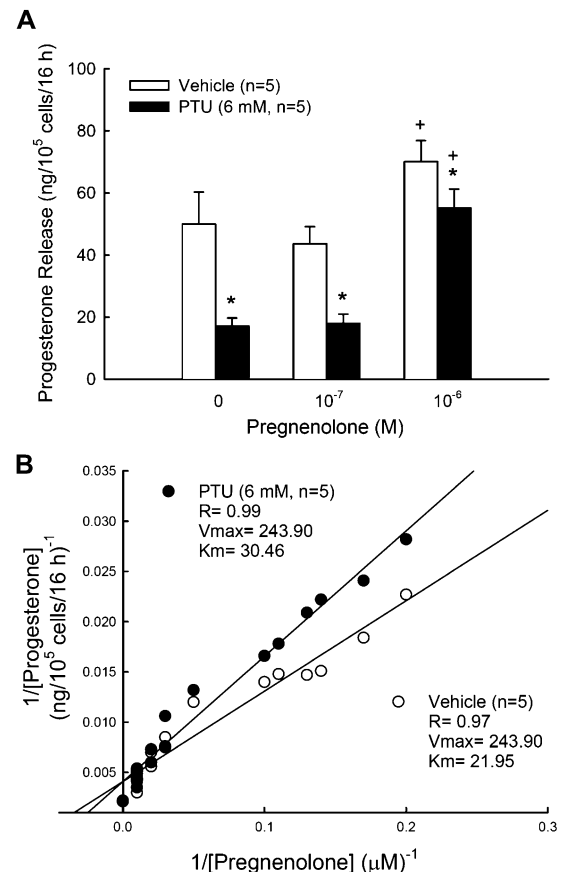 A
Progesterone Release (ng/10⁵ cells/16 h)
100
80
60
40
20
0
Vehicle (n=5)
PTU (6 mM, n=5)
+
+
*
*
*
0
10⁻⁷
10⁻⁶
Pregnenolone (M)
B
1/[Progesterone]
(ng/10⁵ cells/16 h)⁻¹
0.035
0.030
0.025
0.020
0.015
0.010
0.005
PTU (6 mM, n=5)
R= 0.99
Vmax= 243.90
Km= 30.46
Vehicle (n=5)
R= 0.97
Vmax= 243.90
Km= 21.95
0.0
0.1
0.2
0.3
1/[Pregnenolone] (μM)⁻¹